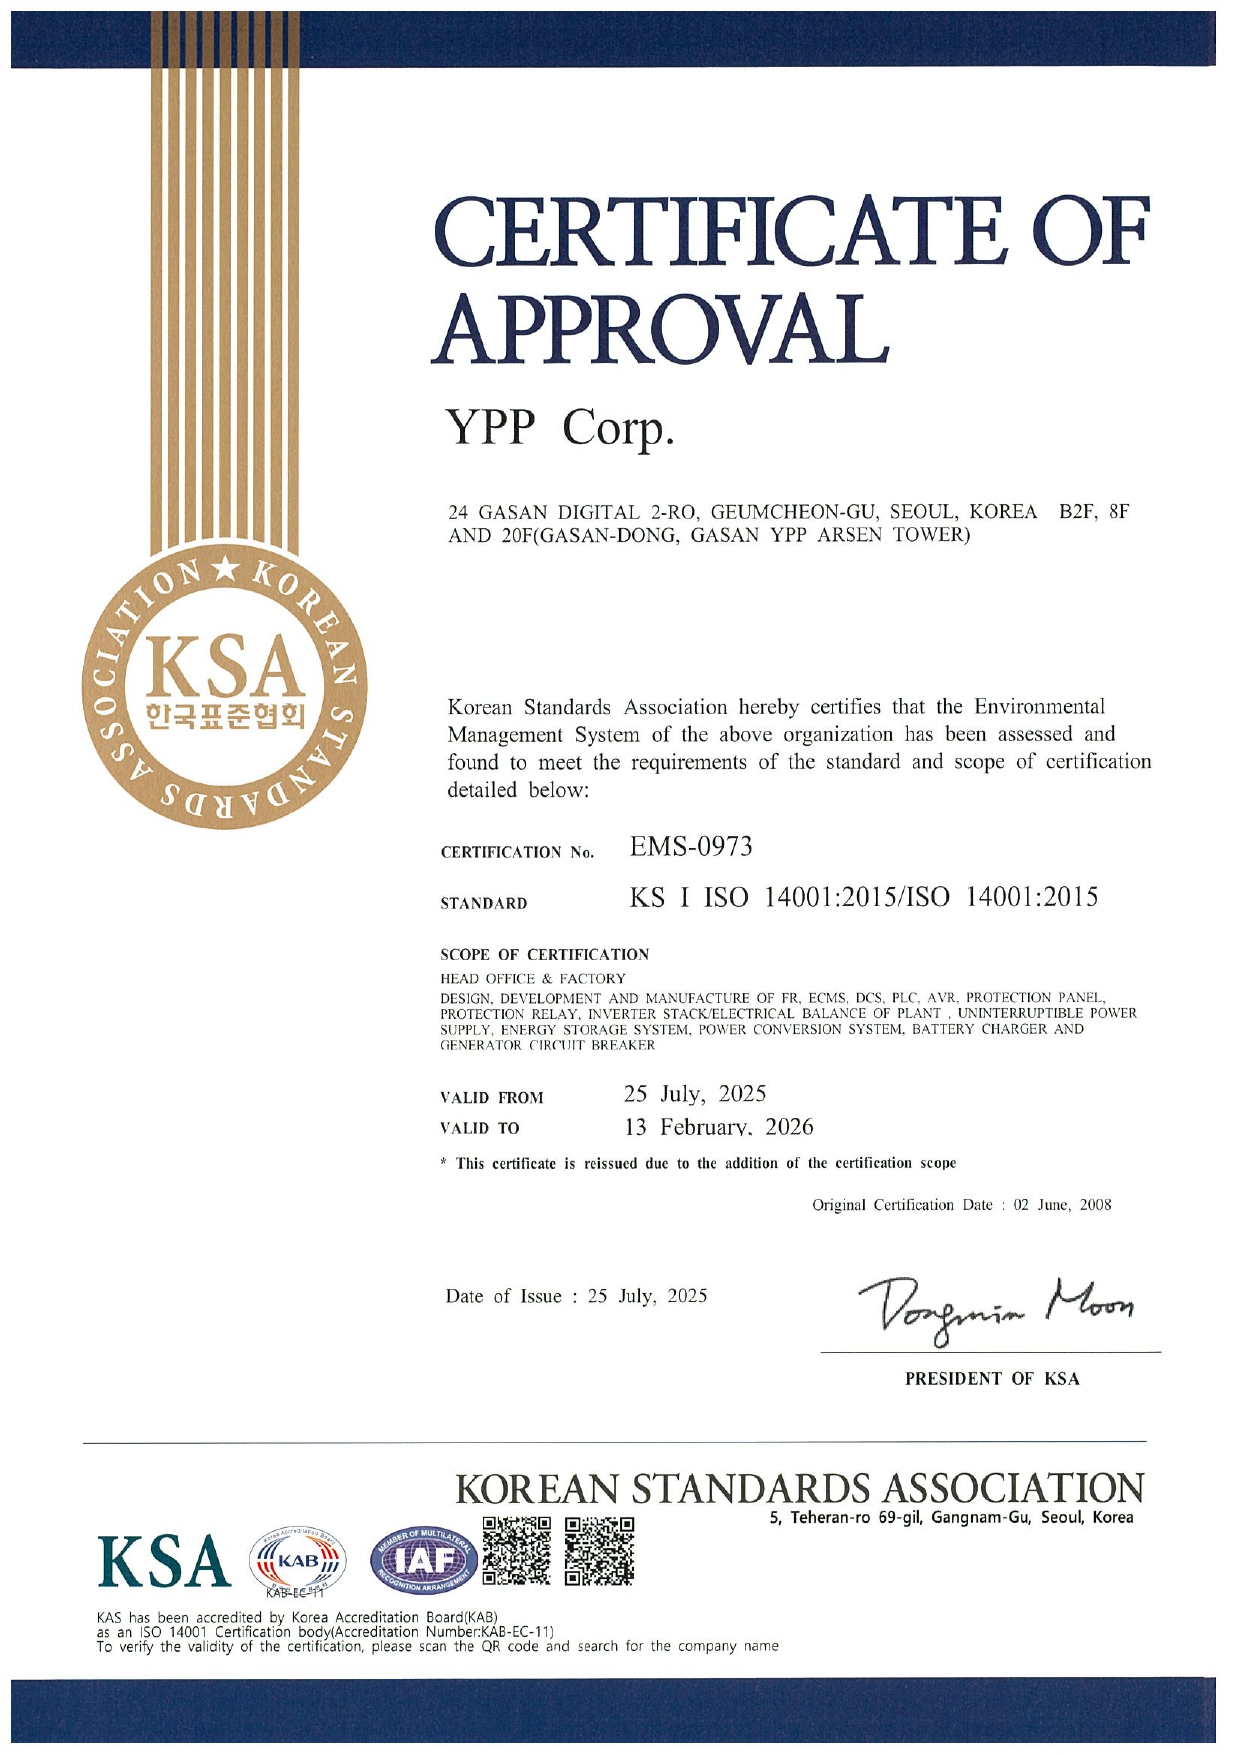 CERTIFICATE OF
APPROVAL
YPP Corp.
24 GASAN DIGITAL 2-RO, GEUMCHEON-GU, SEOUL, KOREA B2F, 8F
AND 20F(GASAN-DONG, GASAN YPP ARSEN TOWER)
KOREAN STANDARDS ASSOCIATION
KSA
한국표준협회
Korean Standards Association hereby certifies that the Environmental
Management System of the above organization has been assessed and
found to meet the requirements of the standard and scope of certification
detailed below:
CERTIFICATION No. EMS-0973
STANDARD KS I ISO 14001:2015/ISO 14001:2015
SCOPE OF CERTIFICATION
HEAD OFFICE & FACTORY
DESIGN, DEVELOPMENT AND MANUFACTURE OF FR, ECMS, DCS, PLC, AVR, PROTECTION PANEL,
PROTECTION RELAY, INVERTER STACK/ELECTRICAL BALANCE OF PLANT , UNINTERRUPTIBLE POWER
SUPPLY, ENERGY STORAGE SYSTEM, POWER CONVERSION SYSTEM, BATTERY CHARGER AND
GENERATOR CIRCUIT BREAKER
VALID FROM 25 July, 2025
VALID TO 13 February, 2026
* This certificate is reissued due to the addition of the certification scope
Original Certification Date : 02 June, 2008
Date of Issue : 25 July, 2025
Dongmin Moon
PRESIDENT OF KSA
KOREAN STANDARDS ASSOCIATION
5, Teheran-ro 69-gil, Gangnam-Gu, Seoul, Korea
KSA
Korea Accreditation Board
KAB
KAB-EC-11
MEMBER OF MULTILATERAL
IAF
RECOGNITION ARRANGEMENT
KAS has been accredited by Korea Accreditation Board(KAB)
as an ISO 14001 Certification body(Accreditation Number:KAB-EC-11)
To verify the validity of the certification, please scan the QR code and search for the company name